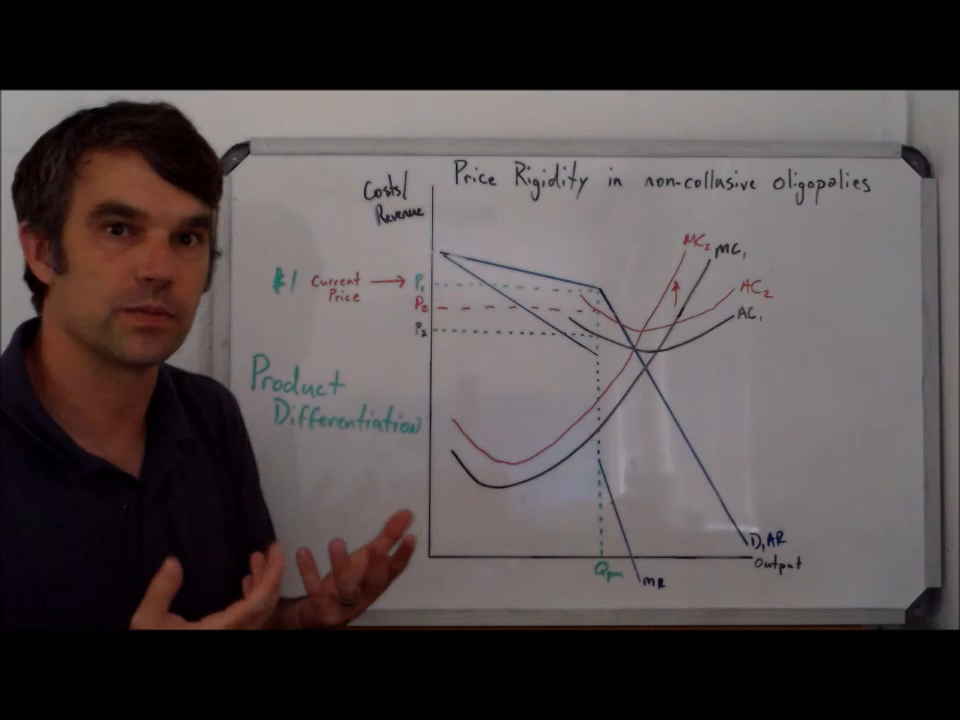 Price Rigidity in non-collusive oligopolies
Costs/
Revenue
MC2
MC1
$1 Current
Price
P1
P2
P3
AC2
AC1
Product
Differentiation
D, AR
Output
Qpm
MR